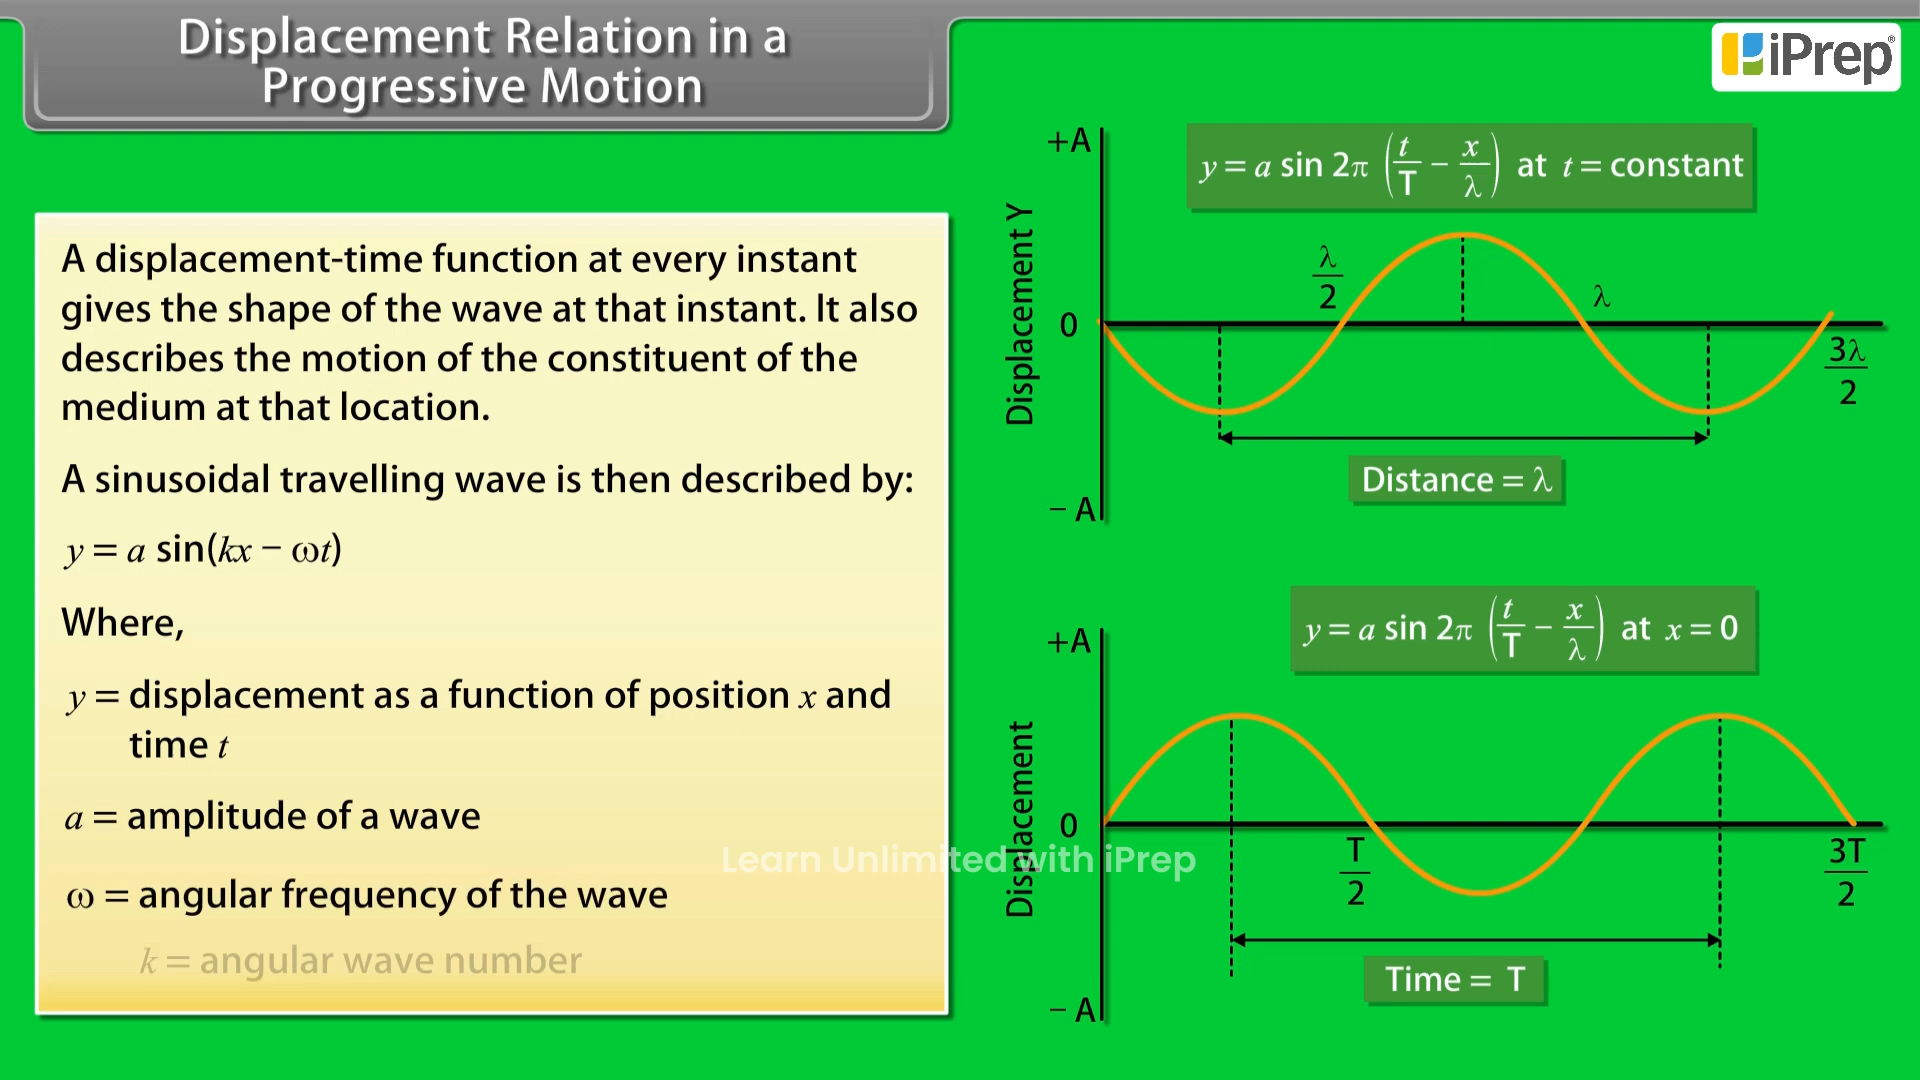 Displacement Relation in a
Progressive Motion
iPrep®
A displacement-time function at every instant
gives the shape of the wave at that instant. It also
describes the motion of the constituent of the
medium at that location.
A sinusoidal travelling wave is then described by:
y = a sin(kx − ωt)
Where,
y = displacement as a function of position x and
time t
a = amplitude of a wave
ω = angular frequency of the wave
k = angular wave number
+A
y = a sin 2π (t/T − x/λ) at t = constant
Displacement Y
λ/2
λ
0
3λ/2
Distance = λ
− A
+A
y = a sin 2π (t/T − x/λ) at x = 0
Displacement
0
T/2
3T/2
Time = T
− A
Learn Unlimited with iPrep